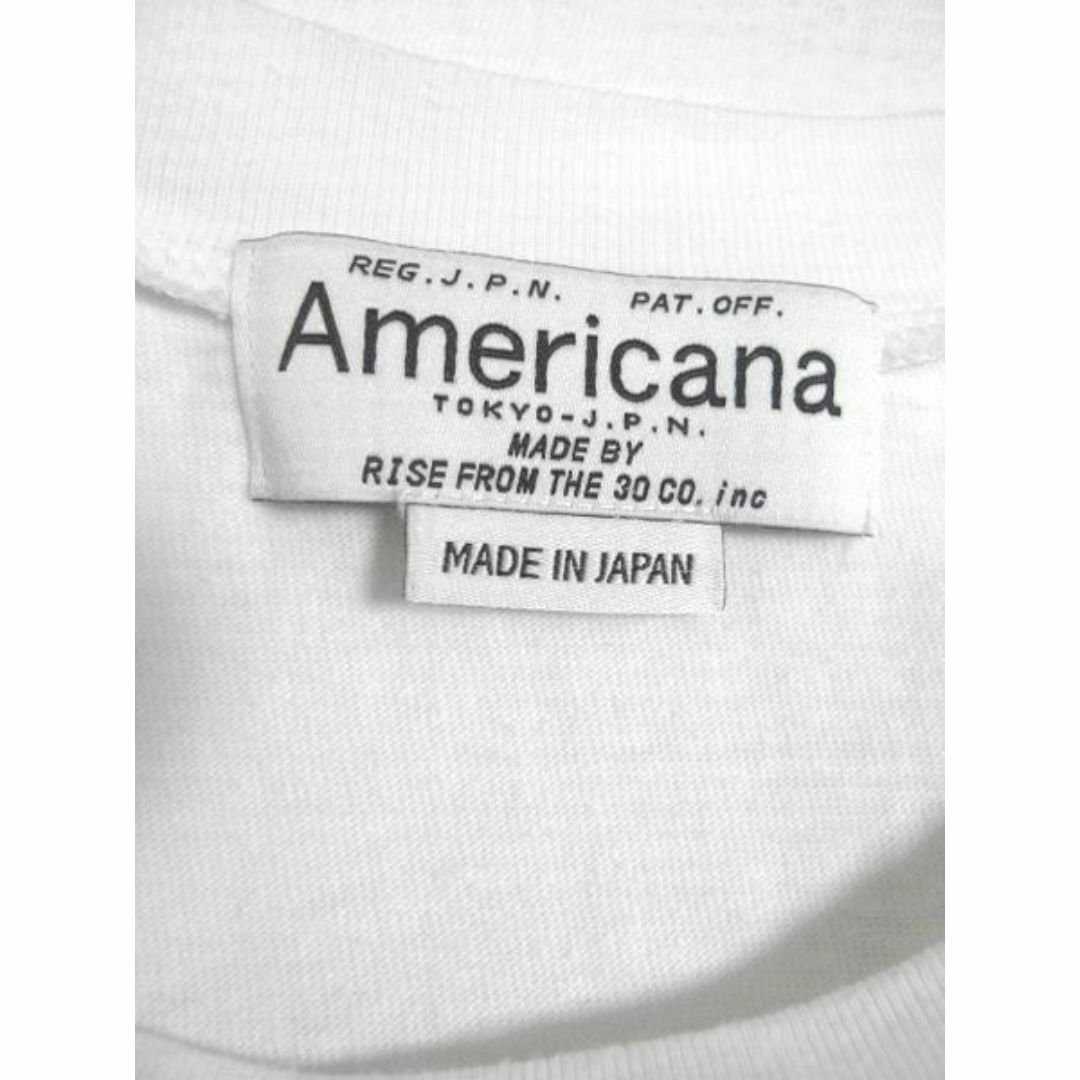 REG.J.P.N. PAT.OFF.
Americana
TOKYO-J.P.N.
MADE BY
RISE FROM THE 30 CO. inc
MADE IN JAPAN